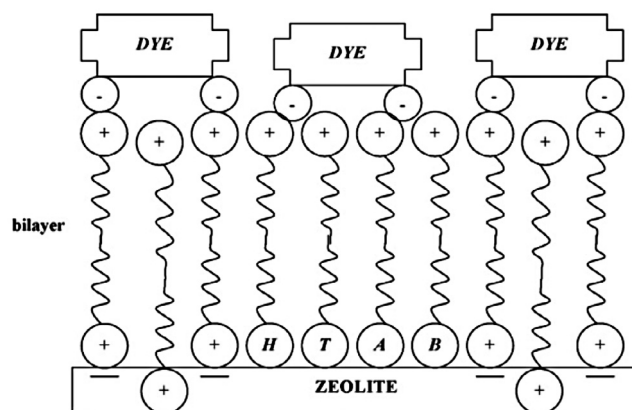 DYE DYE DYE
- - - - - -
+ + + + + + + + + +
bilayer
+ + H T A B + +
+ ZEOLITE +